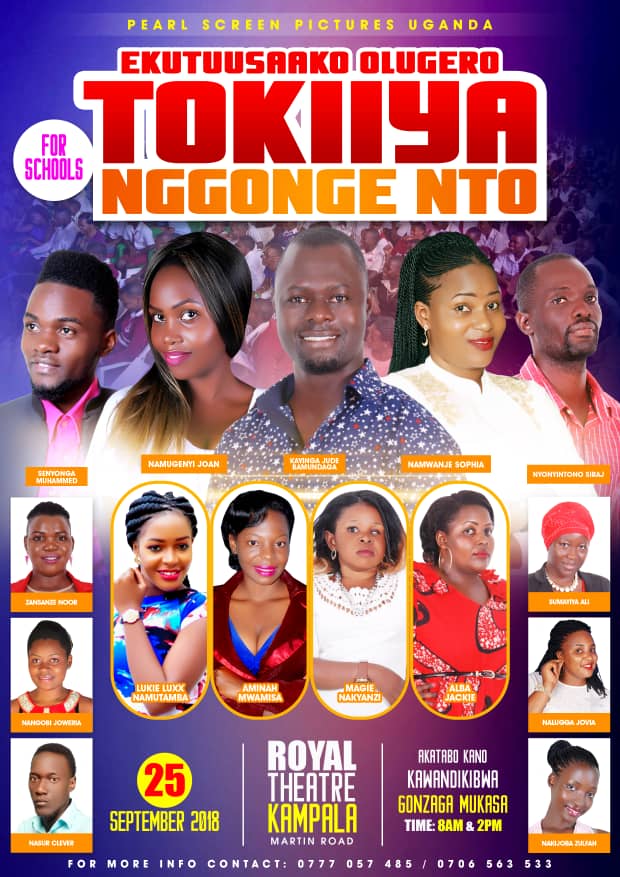 PEARL SCREEN PICTURES UGANDA
EKUTUUSAAKO OLUGERO
TOKIIYA
NGGONGE NTO
FOR
SCHOOLS
SENYONGA
MUHAMMED
NAMUGENYI JOAN
KAYINGA JUDE
BAMUNDAGA
NAMWANJE SOPHIA
NYONYINTONO SIRAJ
ZANSANZE NOOR
NANGOBI JOWERIA
NASUR CLEVER
LUKIE LUXX
NAMUTAMBA
AMINAH
MWAMISA
MAGIE
NAKYANZI
ALBA
JACKIE
SUMAYIYA ALI
NALUGGA JOVIA
NAKIJOBA ZULFAH
25
SEPTEMBER 2018
ROYAL
THEATRE
KAMPALA
MARTIN ROAD
AKATABO KANO
KAWANDIKIBWA
GONZAGA MUKASA
TIME: 8AM & 2PM
FOR MORE INFO CONTACT: 0777 057 485 / 0706 563 533